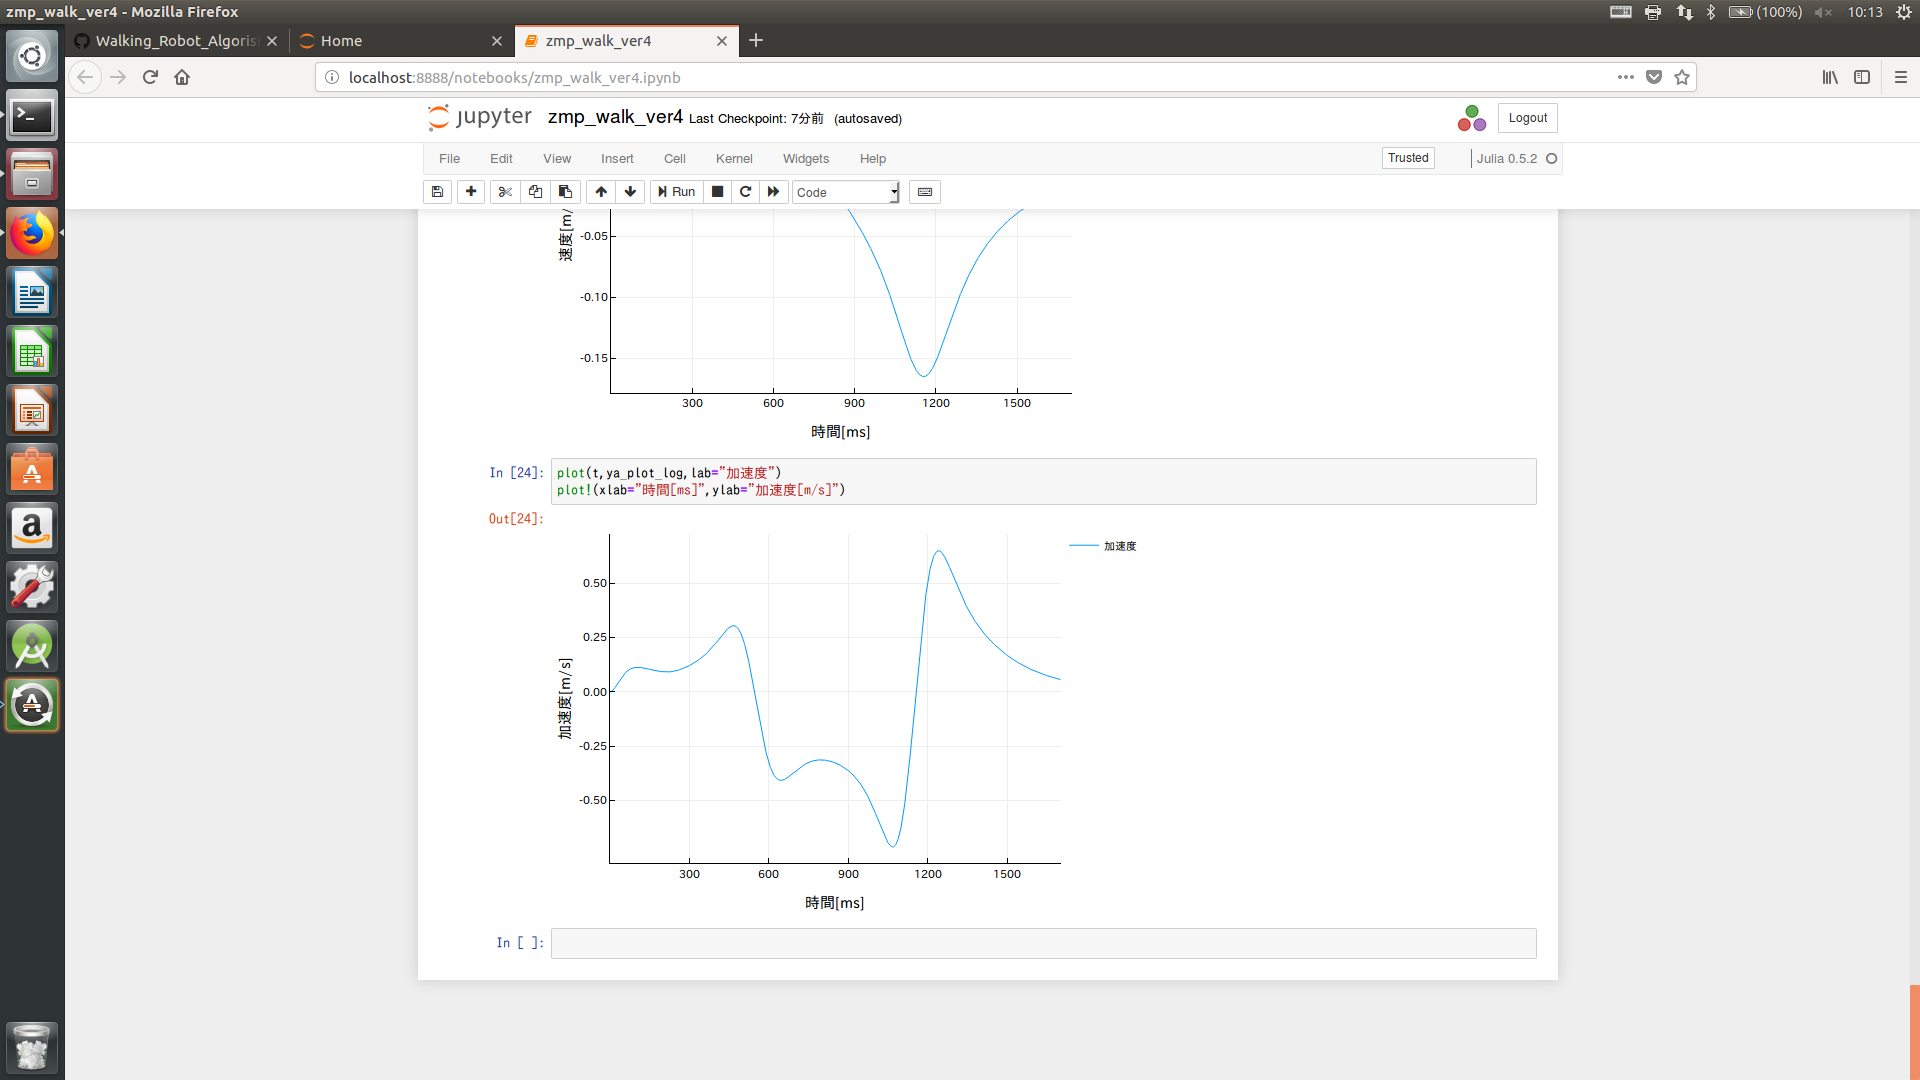 zmp_walk_ver4 - Mozilla Firefox
(100%)
10:13
Walking_Robot_Algoris
Home
zmp_walk_ver4
localhost:8888/notebooks/zmp_walk_ver4.ipynb
jupyter
zmp_walk_ver4 Last Checkpoint: 7分前 (autosaved)
Logout
File Edit View Insert Cell Kernel Widgets Help
Trusted
Julia 0.5.2
Run
Code
速度[m/
-0.05
-0.10
-0.15
300 600 900 1200 1500
時間[ms]
In [24]:
plot(t,ya_plot_log,lab="加速度")
plot!(xlab="時間[ms]",ylab="加速度[m/s]")
Out[24]:
加速度
加速度[m/s]
0.50
0.25
0.00
-0.25
-0.50
300 600 900 1200 1500
時間[ms]
In [ ]: